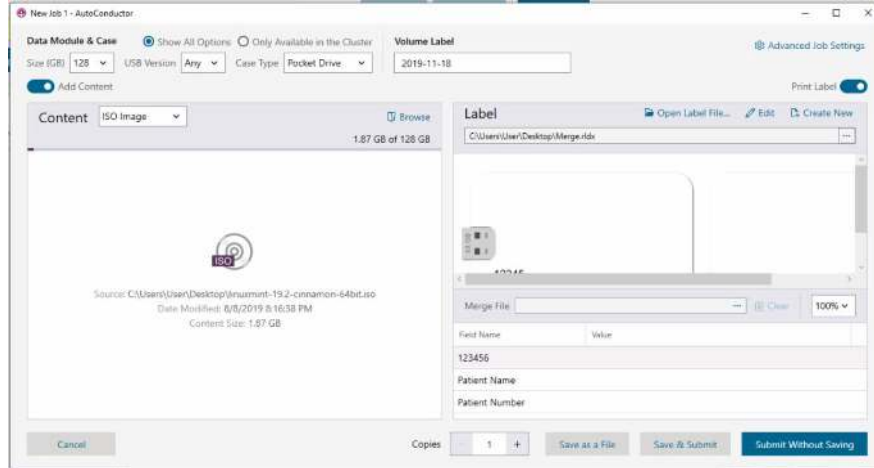 New Job 1 - AutoConductor
Data Module & Case Show All Options Only Available in the Cluster Volume Label
Advanced Job Settings
Size (GB) 128 USB Version Any Case Type Pocket Drive 2019-11-18
Add Content Print Label
Content ISO Image Browse
1.87 GB of 128 GB
ISO
Source: C:\Users\User\Desktop\linuxmint-19.2-cinnamon-64bit.iso
Date Modified: 8/8/2019 8:16:38 PM
Content Size: 1.87 GB
Label Open Label File... Edit Create New
C:\Users\User\Desktop\Merge.rldx ...
12345
Merge File ... Clear 100%
Field Name Value
123456
Patient Name
Patient Number
Cancel Copies - 1 + Save as a File Save & Submit Submit Without Saving